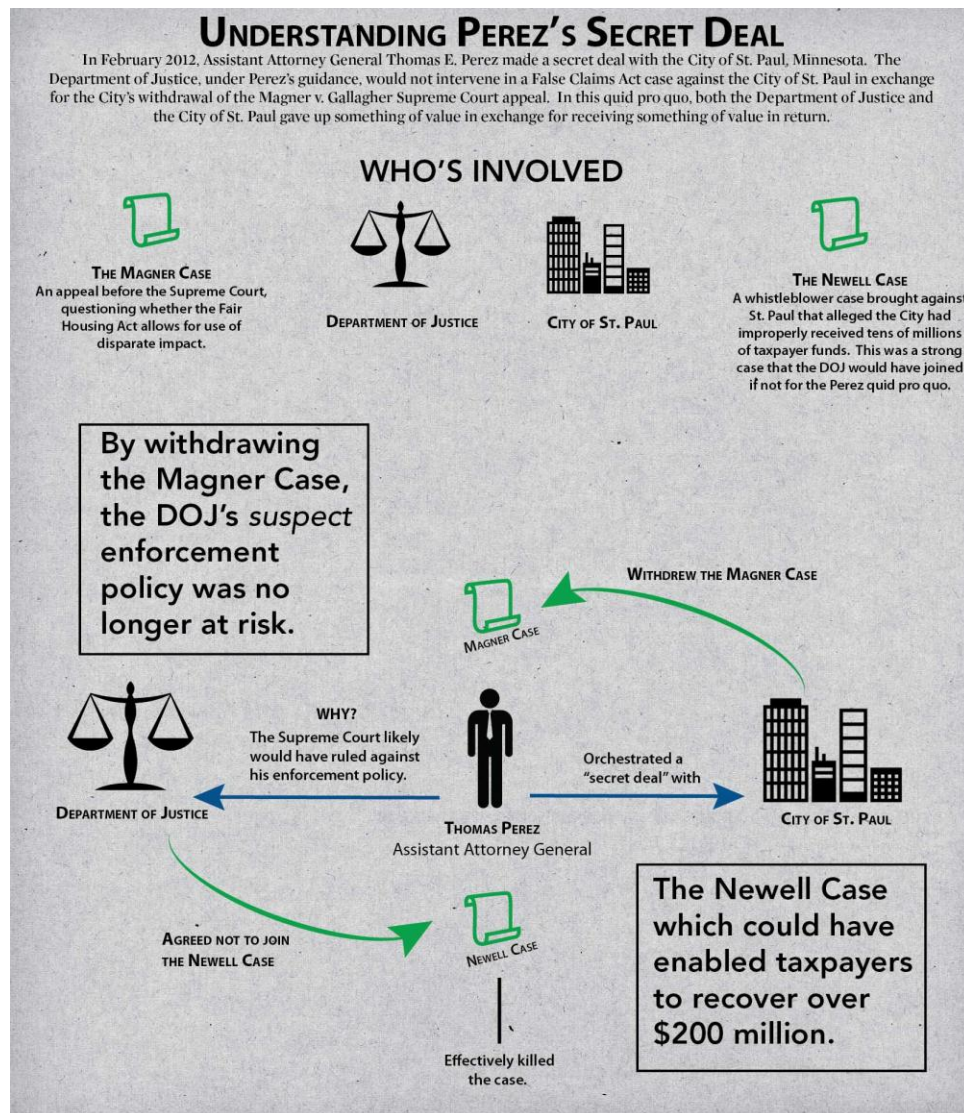 UNDERSTANDING PEREZ'S SECRET DEAL
In February 2012, Assistant Attorney General Thomas E. Perez made a secret deal with the City of St. Paul, Minnesota. The
Department of Justice, under Perez's guidance, would not intervene in a False Claims Act case against the City of St. Paul in exchange
for the City's withdrawal of the Magner v. Gallagher Supreme Court appeal. In this quid pro quo, both the Department of Justice and
the City of St. Paul gave up something of value in exchange for receiving something of value in return.
WHO'S INVOLVED
THE MAGNER CASE
An appeal before the Supreme Court,
questioning whether the Fair
Housing Act allows for use of
disparate impact.
DEPARTMENT OF JUSTICE
CITY OF ST. PAUL
THE NEWELL CASE
A whistleblower case brought against
St. Paul that alleged the City had
improperly received tens of millions
of taxpayer funds. This was a strong
case that the DOJ would have joined
if not for the Perez quid pro quo.
By withdrawing
the Magner Case,
the DOJ's suspect
enforcement
policy was no
longer at risk.
WITHDREW THE MAGNER CASE
MAGNER CASE
WHY?
The Supreme Court likely
would have ruled against
his enforcement policy.
Orchestrated a
"secret deal" with
DEPARTMENT OF JUSTICE
THOMAS PEREZ
Assistant Attorney General
CITY OF ST. PAUL
AGREED NOT TO JOIN
THE NEWELL CASE
NEWELL CASE
Effectively killed
the case.
The Newell Case
which could have
enabled taxpayers
to recover over
$200 million.